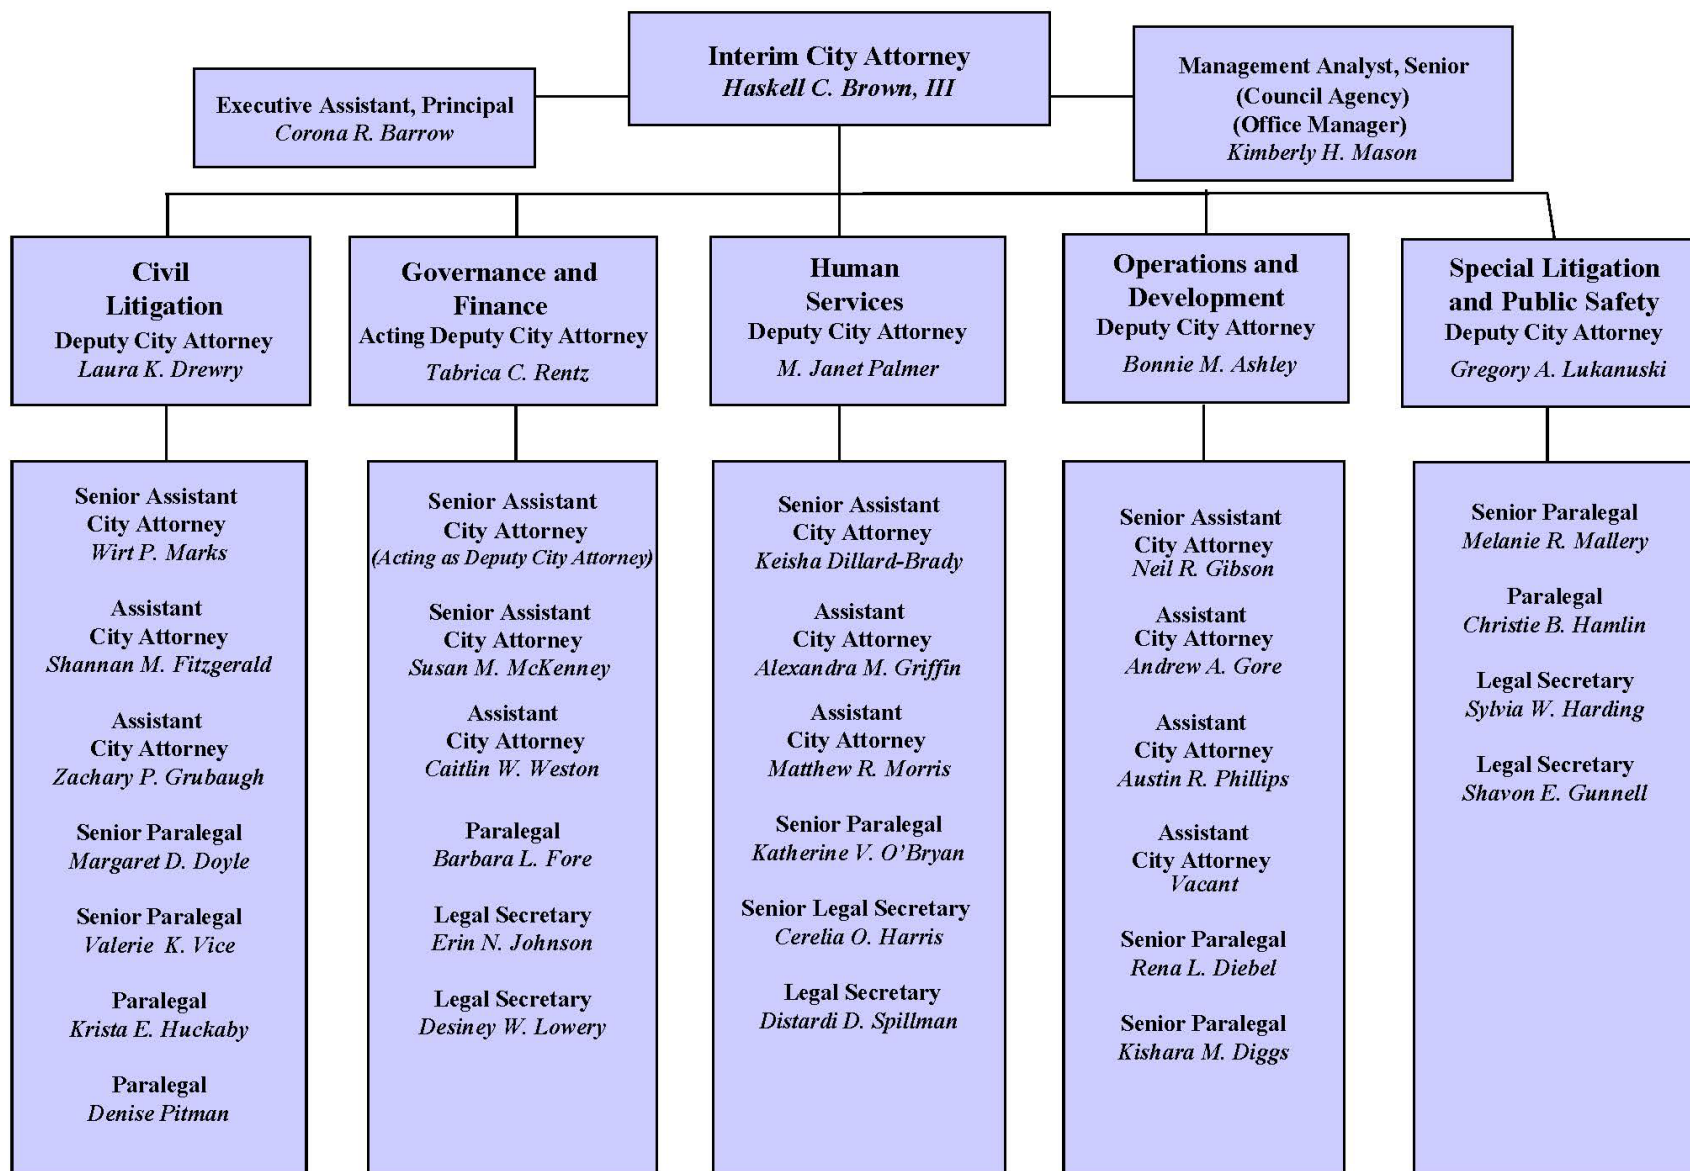 Interim City Attorney
Haskell C. Brown, III
Executive Assistant, Principal
Corona R. Barrow
Management Analyst, Senior
(Council Agency)
(Office Manager)
Kimberly H. Mason
Civil
Litigation
Deputy City Attorney
Laura K. Drewry
Governance and
Finance
Acting Deputy City Attorney
Tabrica C. Rentz
Human
Services
Deputy City Attorney
M. Janet Palmer
Operations and
Development
Deputy City Attorney
Bonnie M. Ashley
Special Litigation
and Public Safety
Deputy City Attorney
Gregory A. Lukanuski
Senior Assistant
City Attorney
Wirt P. Marks
Assistant
City Attorney
Shannan M. Fitzgerald
Assistant
City Attorney
Zachary P. Grubaugh
Senior Paralegal
Margaret D. Doyle
Senior Paralegal
Valerie K. Vice
Paralegal
Krista E. Huckaby
Paralegal
Denise Pitman
Senior Assistant
City Attorney
(Acting as Deputy City Attorney)
Senior Assistant
City Attorney
Susan M. McKenney
Assistant
City Attorney
Caitlin W. Weston
Paralegal
Barbara L. Fore
Legal Secretary
Erin N. Johnson
Legal Secretary
Desiney W. Lowery
Senior Assistant
City Attorney
Keisha Dillard-Brady
Assistant
City Attorney
Alexandra M. Griffin
Assistant
City Attorney
Matthew R. Morris
Senior Paralegal
Katherine V. O’Bryan
Senior Legal Secretary
Cerelia O. Harris
Legal Secretary
Distardi D. Spillman
Senior Assistant
City Attorney
Neil R. Gibson
Assistant
City Attorney
Andrew A. Gore
Assistant
City Attorney
Austin R. Phillips
Assistant
City Attorney
Vacant
Senior Paralegal
Rena L. Diebel
Senior Paralegal
Kishara M. Diggs
Senior Paralegal
Melanie R. Mallery
Paralegal
Christie B. Hamlin
Legal Secretary
Sylvia W. Harding
Legal Secretary
Shavon E. Gunnell